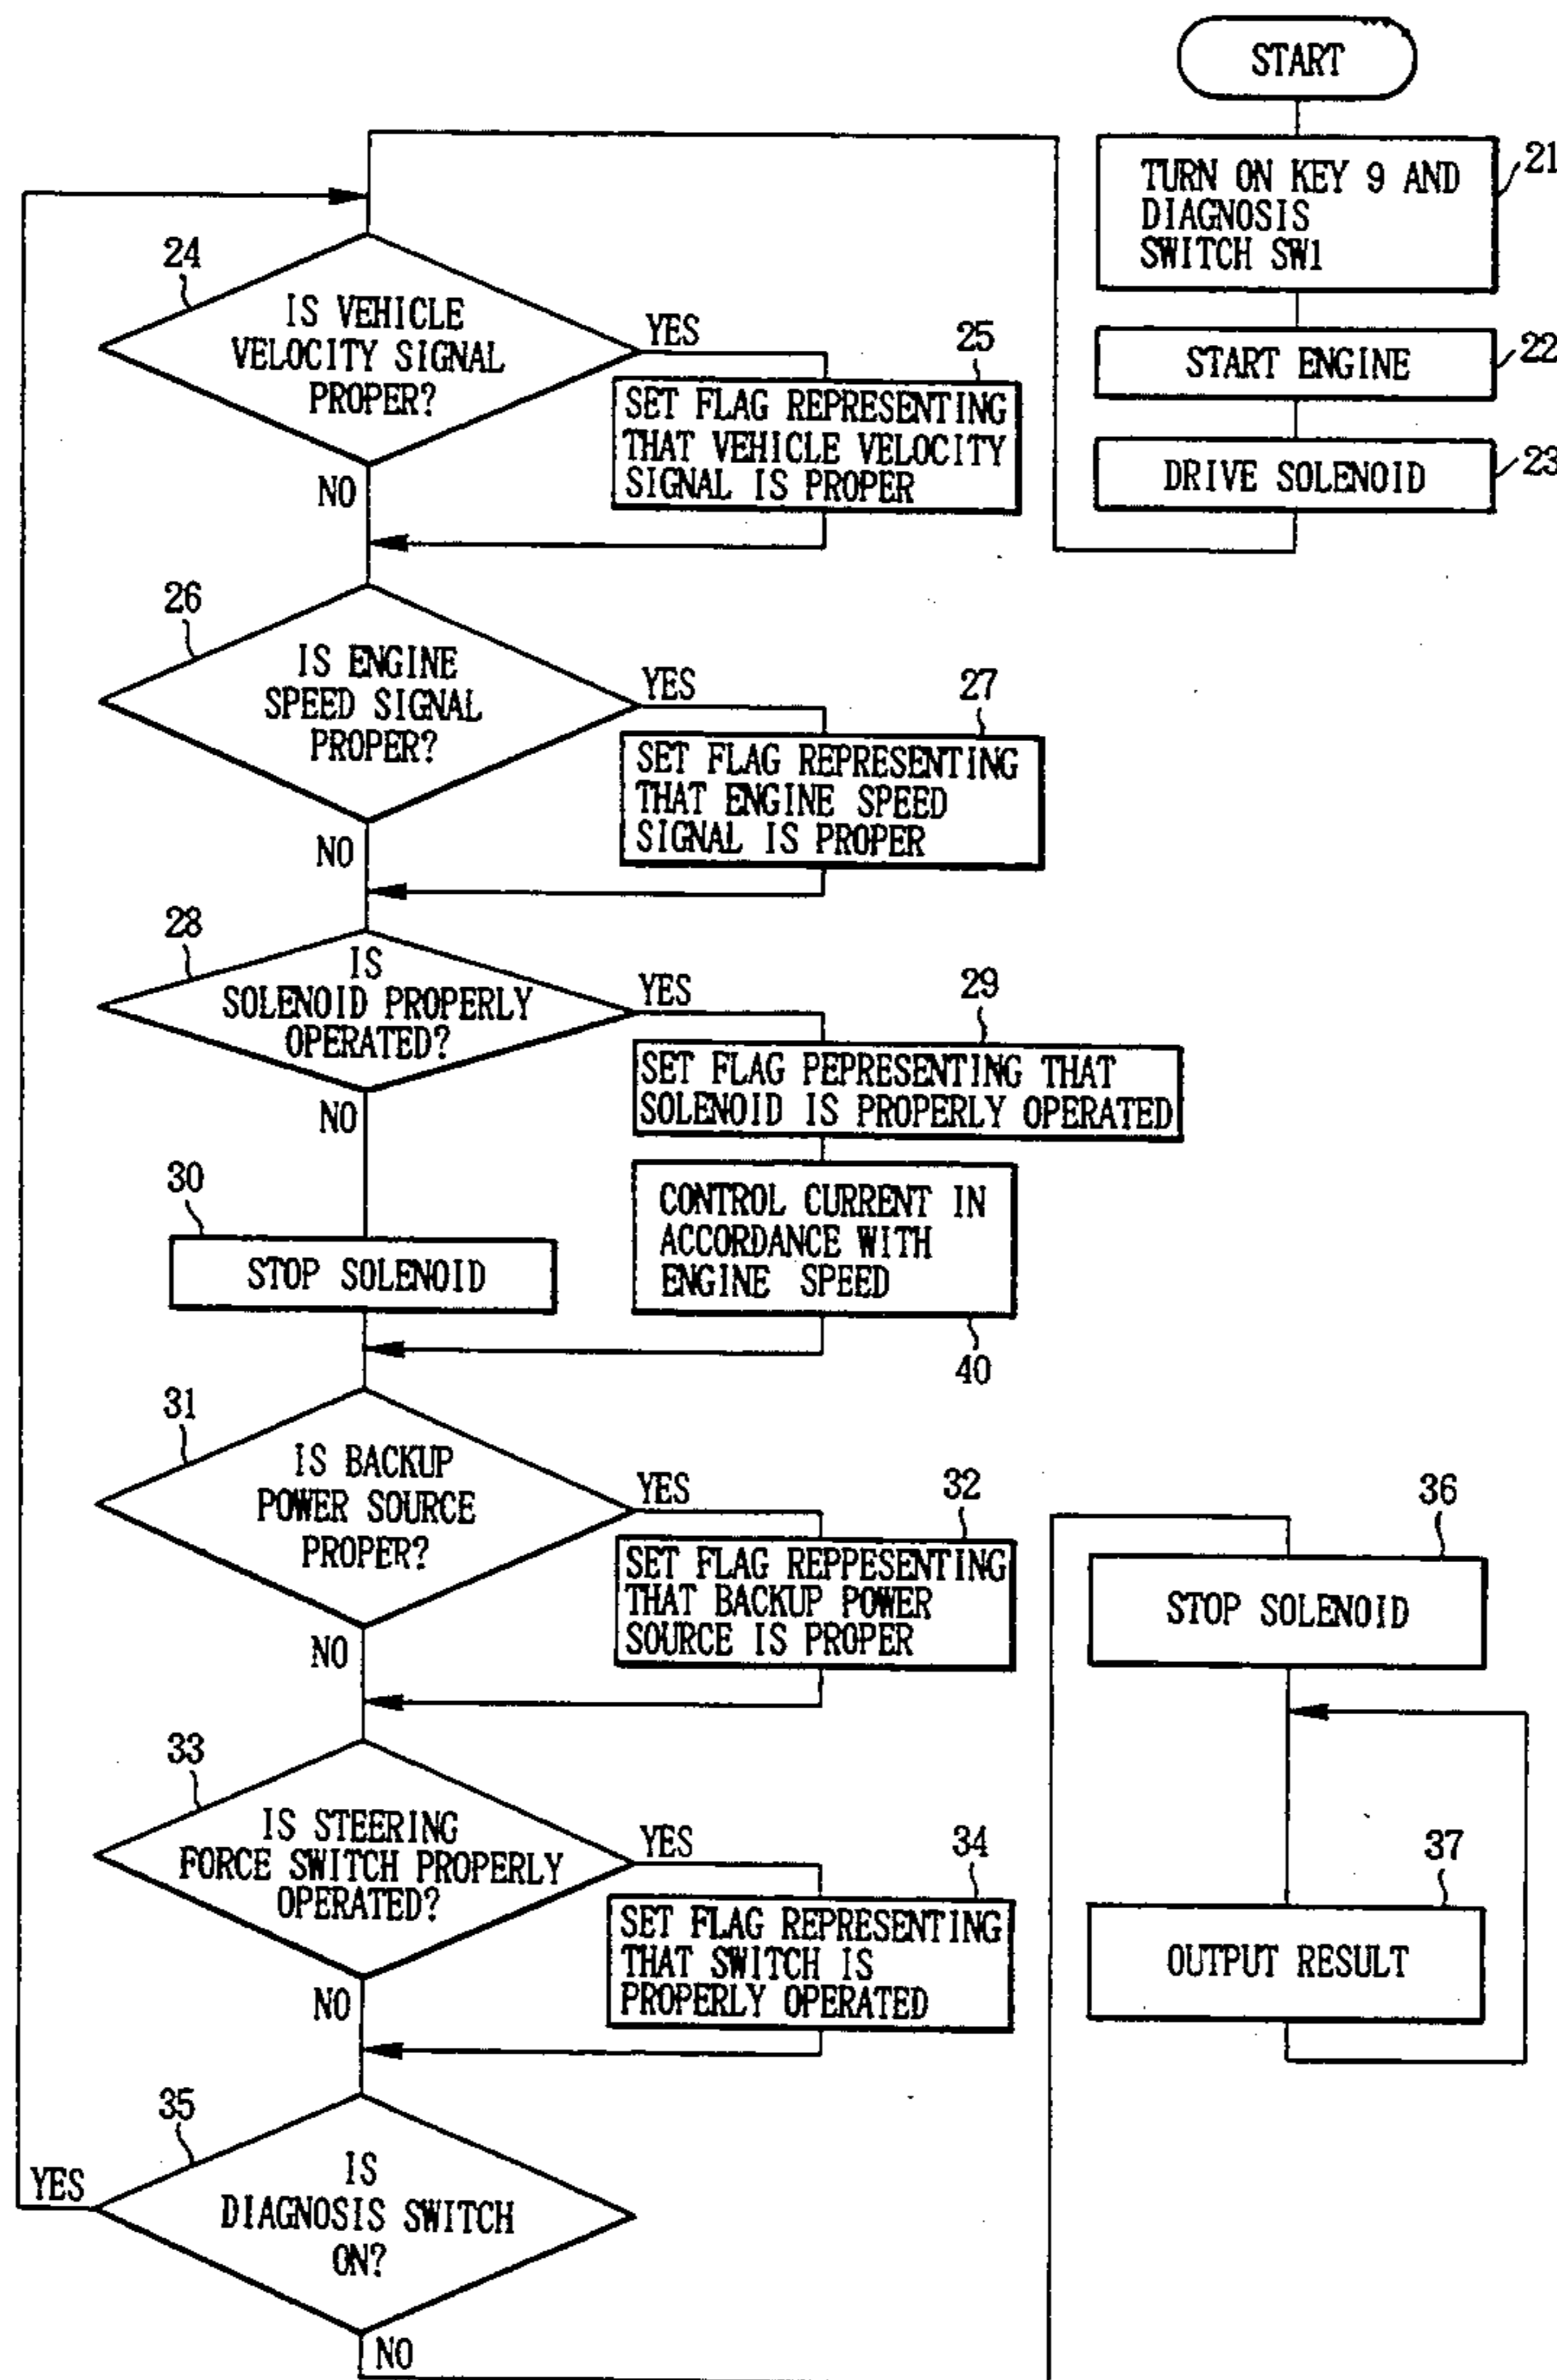 START
21
TURN ON KEY 9 AND
DIAGNOSIS
SWITCH SW1
22
START ENGINE
23
DRIVE SOLENOID
24
IS VEHICLE
VELOCITY SIGNAL
PROPER?
YES
NO
25
SET FLAG REPRESENTING
THAT VEHICLE VELOCITY
SIGNAL IS PROPER
26
IS ENGINE
SPEED SIGNAL
PROPER?
YES
NO
27
SET FLAG REPRESENTING
THAT ENGINE SPEED
SIGNAL IS PROPER
28
IS
SOLENOID PROPERLY
OPERATED?
YES
NO
29
SET FLAG PEPRESENTING THAT
SOLENOID IS PROPERLY OPERATED
CONTROL CURRENT IN
ACCORDANCE WITH
ENGINE SPEED
40
30
STOP SOLENOID
31
IS BACKUP
POWER SOURCE
PROPER?
YES
NO
32
SET FLAG REPPESENTING
THAT BACKUP POWER
SOURCE IS PROPER
33
IS STEERING
FORCE SWITCH PROPERLY
OPERATED?
YES
NO
34
SET FLAG REPRESENTING
THAT SWITCH IS
PROPERLY OPERATED
35
IS
DIAGNOSIS SWITCH
ON?
YES
NO
36
STOP SOLENOID
37
OUTPUT RESULT